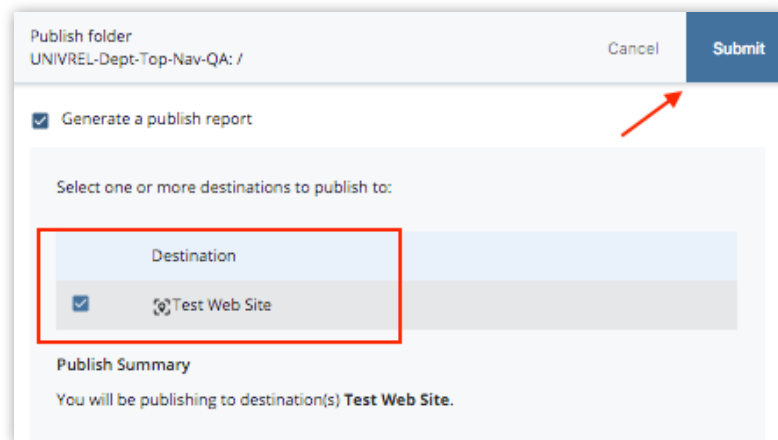 Publish folder
UNIVREL-Dept-Top-Nav-QA: /
Cancel
Submit
Generate a publish report
Select one or more destinations to publish to:
Destination
Test Web Site
Publish Summary
You will be publishing to destination(s) Test Web Site.